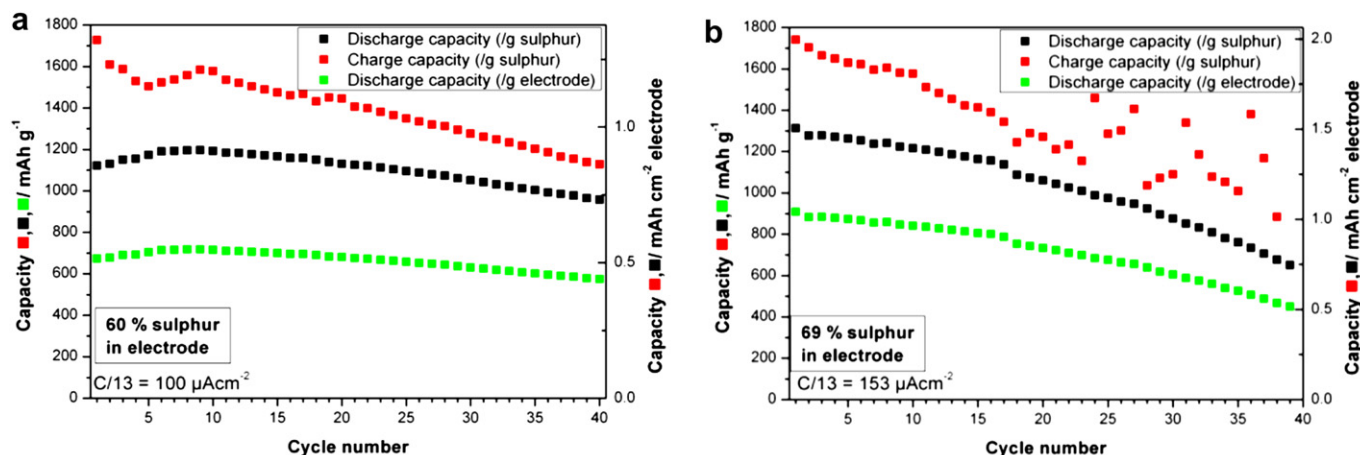 a
Discharge capacity (/g sulphur)
Charge capacity (/g sulphur)
Discharge capacity (/g electrode)
1800
1600
1400
1200
1000
800
600
400
200
0
Capacity ■,■,■/ mAh g⁻¹
60 % sulphur
in electrode
C/13 = 100 µAcm⁻²
5
10
15
20
25
30
35
40
Cycle number
1.0
0.5
0.0
Capacity ■,■/ mAh cm⁻² electrode
b
Discharge capacity (/g sulphur)
Charge capacity (/g sulphur)
Discharge capacity (/g electrode)
1800
1600
1400
1200
1000
800
600
400
200
0
Capacity ■,■,■/ mAh g⁻¹
69 % sulphur
in electrode
C/13 = 153 µAcm⁻²
5
10
15
20
25
30
35
40
Cycle number
2.0
1.5
1.0
0.5
0.0
Capacity ■,■/ mAh cm⁻² electrode